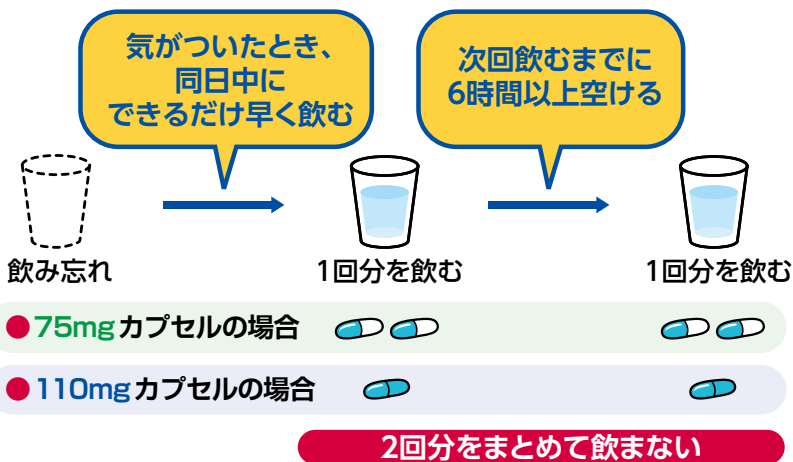 気がついたとき、
同日中に
できるだけ早く飲む
次回飲むまでに
6時間以上空ける
飲み忘れ
1回分を飲む
1回分を飲む
●75mgカプセルの場合
●110mgカプセルの場合
2回分をまとめて飲まない